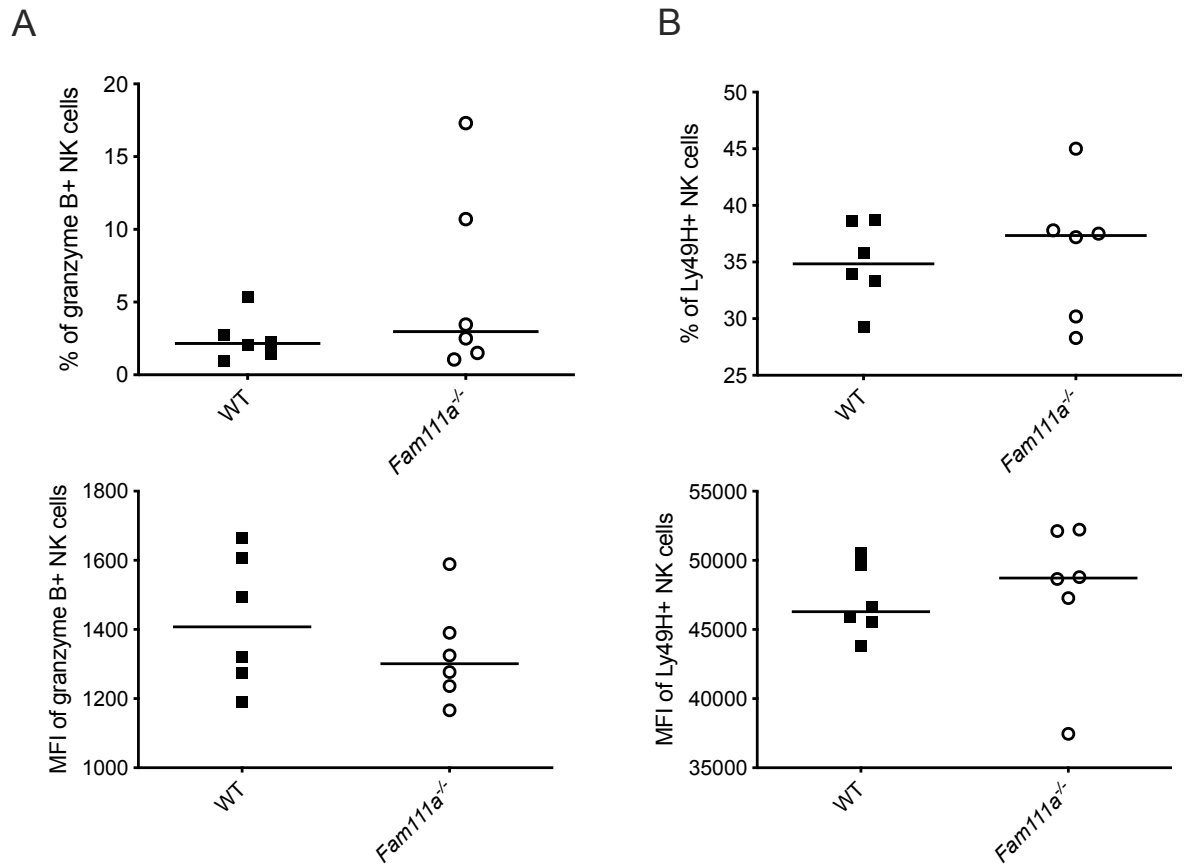 A
% of granzyme B+ NK cells
20
15
10
5
0
WT
Fam111a-/-
B
% of Ly49H+ NK cells
50
45
40
35
30
25
WT
Fam111a-/-
MFI of granzyme B+ NK cells
1800
1600
1400
1200
1000
WT
Fam111a-/-
MFI of Ly49H+ NK cells
55000
50000
45000
40000
35000
WT
Fam111a-/-